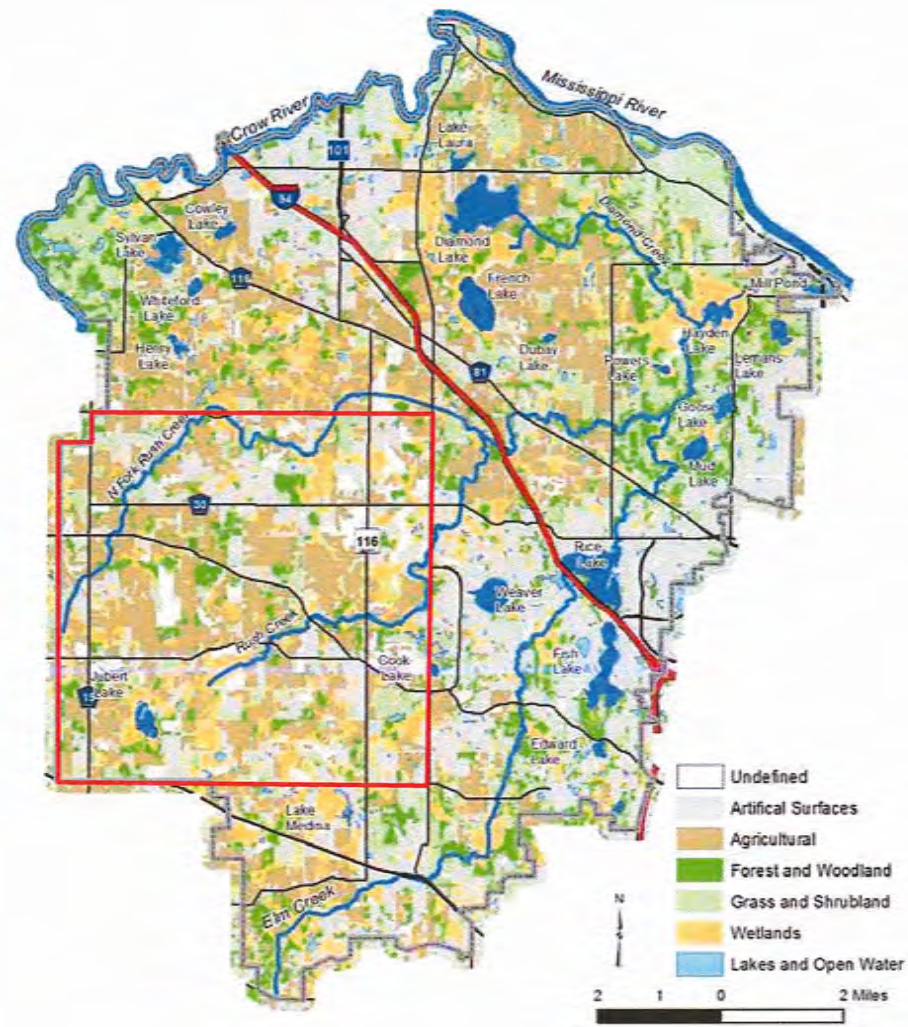 Mississippi River
Crow River
101
Lake
Laura
94
Cowley
Lake
Sylvan
Lake
Diamond
Lake
Diamond Creek
116
French
Lake
Mill Pond
Whiteford
Lake
Hayden
Lake
Henry
Lake
Dubay
Lake
Powers
Lake
Lemans
Lake
81
Goose
Lake
N Fork Rush Creek
Mud
Lake
30
116
Rice
Lake
Weaver
Lake
Rush Creek
Fish
Lake
Cook
Lake
Jubert
Lake
Edward
Lake
Lake
Medina
Elm Creek
Undefined
Artifical Surfaces
Agricultural
Forest and Woodland
Grass and Shrubland
Wetlands
Lakes and Open Water
N
2 1 0 2 Miles